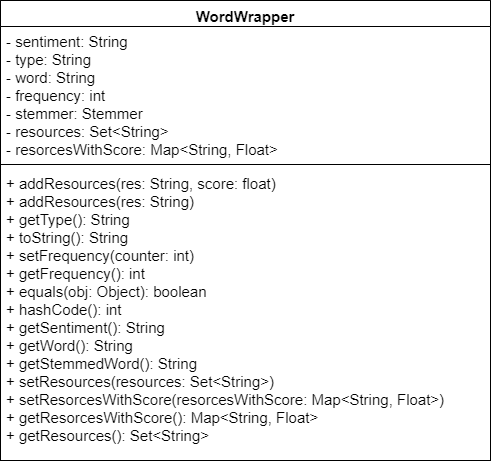 WordWrapper
- sentiment: String
- type: String
- word: String
- frequency: int
- stemmer: Stemmer
- resources: Set<String>
- resorcesWithScore: Map<String, Float>
+ addResources(res: String, score: float)
+ addResources(res: String)
+ getType(): String
+ toString(): String
+ setFrequency(counter: int)
+ getFrequency(): int
+ equals(obj: Object): boolean
+ hashCode(): int
+ getSentiment(): String
+ getWord(): String
+ getStemmedWord(): String
+ setResources(resources: Set<String>)
+ setResorcesWithScore(resorcesWithScore: Map<String, Float>)
+ getResorcesWithScore(): Map<String, Float>
+ getResources(): Set<String>